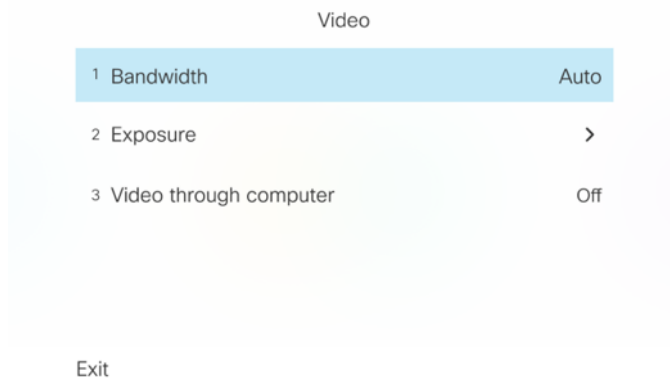 Video
1 Bandwidth Auto
2 Exposure >
3 Video through computer Off
Exit